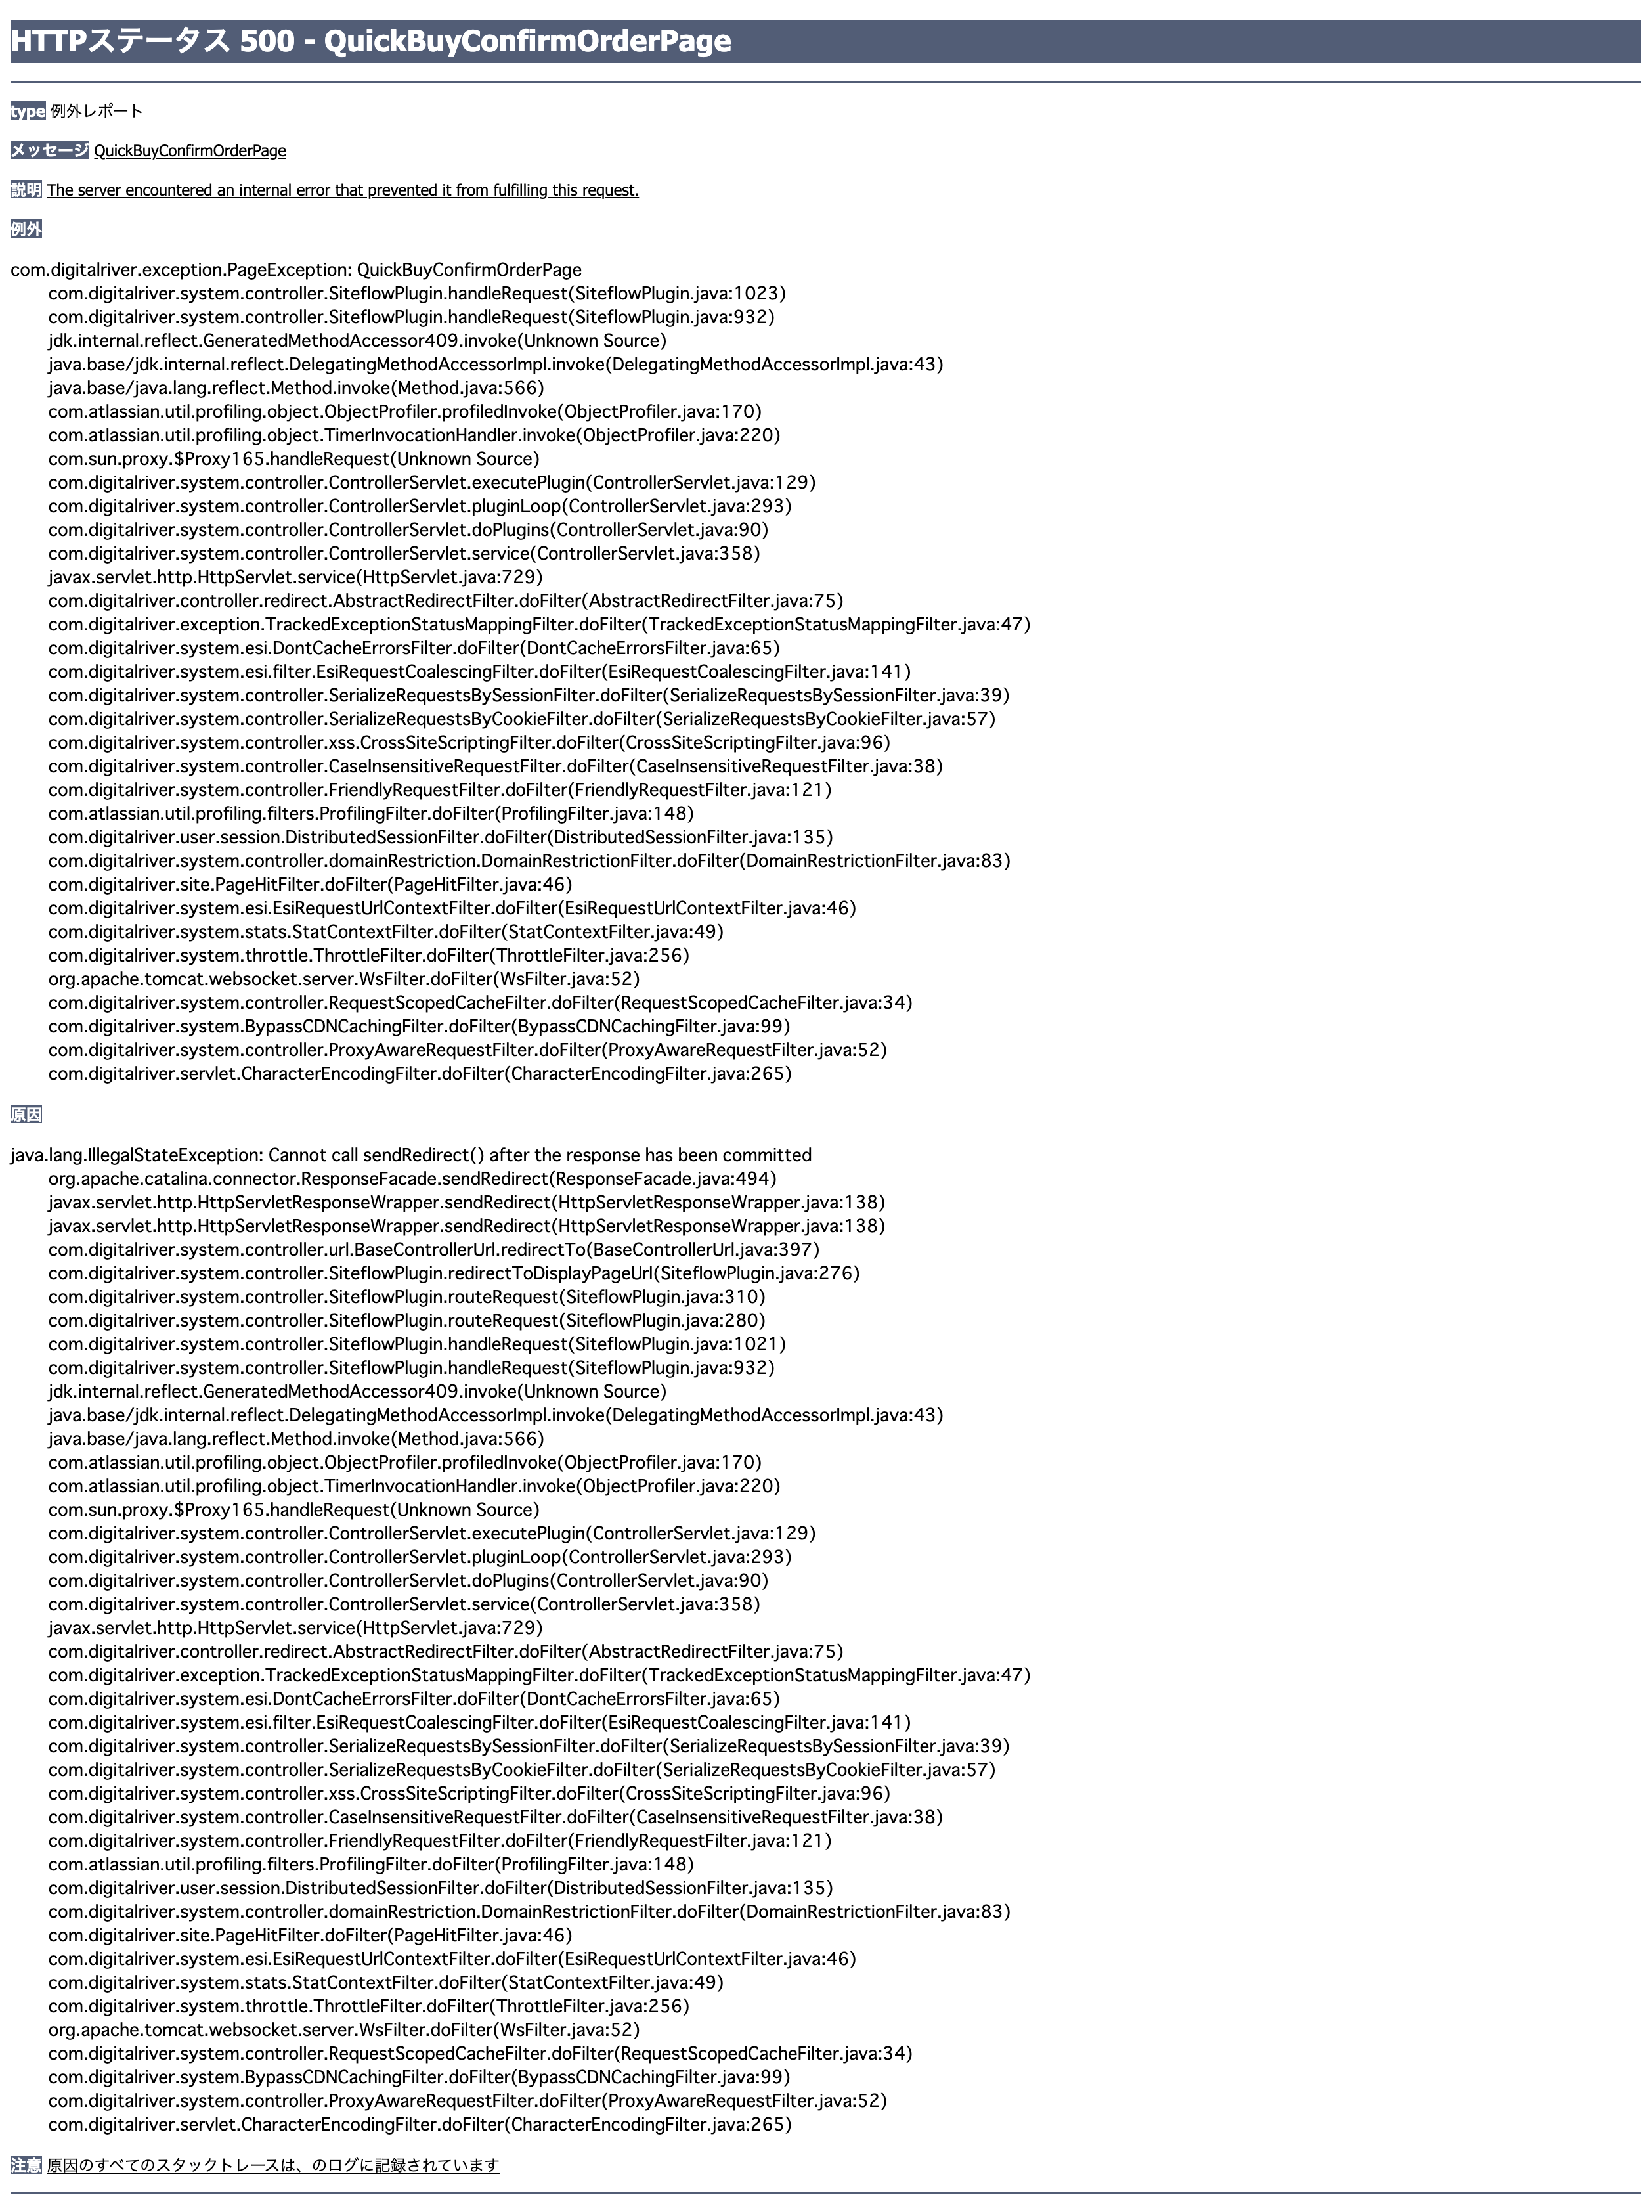 HTTPステータス 500 - QuickBuyConfirmOrderPage
type 例外レポート
メッセージ QuickBuyConfirmOrderPage
説明 The server encountered an internal error that prevented it from fulfilling this request.
例外
com.digitalriver.exception.PageException: QuickBuyConfirmOrderPage
com.digitalriver.system.controller.SiteflowPlugin.handleRequest(SiteflowPlugin.java:1023)
com.digitalriver.system.controller.SiteflowPlugin.handleRequest(SiteflowPlugin.java:932)
jdk.internal.reflect.GeneratedMethodAccessor409.invoke(Unknown Source)
java.base/jdk.internal.reflect.DelegatingMethodAccessorImpl.invoke(DelegatingMethodAccessorImpl.java:43)
java.base/java.lang.reflect.Method.invoke(Method.java:566)
com.atlassian.util.profiling.object.ObjectProfiler.profiledInvoke(ObjectProfiler.java:170)
com.atlassian.util.profiling.object.TimerInvocationHandler.invoke(ObjectProfiler.java:220)
com.sun.proxy.$Proxy165.handleRequest(Unknown Source)
com.digitalriver.system.controller.ControllerServlet.executePlugin(ControllerServlet.java:129)
com.digitalriver.system.controller.ControllerServlet.pluginLoop(ControllerServlet.java:293)
com.digitalriver.system.controller.ControllerServlet.doPlugins(ControllerServlet.java:90)
com.digitalriver.system.controller.ControllerServlet.service(ControllerServlet.java:358)
javax.servlet.http.HttpServlet.service(HttpServlet.java:729)
com.digitalriver.controller.redirect.AbstractRedirectFilter.doFilter(AbstractRedirectFilter.java:75)
com.digitalriver.exception.TrackedExceptionStatusMappingFilter.doFilter(TrackedExceptionStatusMappingFilter.java:47)
com.digitalriver.system.esi.DontCacheErrorsFilter.doFilter(DontCacheErrorsFilter.java:65)
com.digitalriver.system.esi.filter.EsiRequestCoalescingFilter.doFilter(EsiRequestCoalescingFilter.java:141)
com.digitalriver.system.controller.SerializeRequestsBySessionFilter.doFilter(SerializeRequestsBySessionFilter.java:39)
com.digitalriver.system.controller.SerializeRequestsByCookieFilter.doFilter(SerializeRequestsByCookieFilter.java:57)
com.digitalriver.system.controller.xss.CrossSiteScriptingFilter.doFilter(CrossSiteScriptingFilter.java:96)
com.digitalriver.system.controller.CaseInsensitiveRequestFilter.doFilter(CaseInsensitiveRequestFilter.java:38)
com.digitalriver.system.controller.FriendlyRequestFilter.doFilter(FriendlyRequestFilter.java:121)
com.atlassian.util.profiling.filters.ProfilingFilter.doFilter(ProfilingFilter.java:148)
com.digitalriver.user.session.DistributedSessionFilter.doFilter(DistributedSessionFilter.java:135)
com.digitalriver.system.controller.domainRestriction.DomainRestrictionFilter.doFilter(DomainRestrictionFilter.java:83)
com.digitalriver.site.PageHitFilter.doFilter(PageHitFilter.java:46)
com.digitalriver.system.esi.EsiRequestUrlContextFilter.doFilter(EsiRequestUrlContextFilter.java:46)
com.digitalriver.system.stats.StatContextFilter.doFilter(StatContextFilter.java:49)
com.digitalriver.system.throttle.ThrottleFilter.doFilter(ThrottleFilter.java:256)
org.apache.tomcat.websocket.server.WsFilter.doFilter(WsFilter.java:52)
com.digitalriver.system.controller.RequestScopedCacheFilter.doFilter(RequestScopedCacheFilter.java:34)
com.digitalriver.system.BypassCDNCachingFilter.doFilter(BypassCDNCachingFilter.java:99)
com.digitalriver.system.controller.ProxyAwareRequestFilter.doFilter(ProxyAwareRequestFilter.java:52)
com.digitalriver.servlet.CharacterEncodingFilter.doFilter(CharacterEncodingFilter.java:265)
原因
java.lang.IllegalStateException: Cannot call sendRedirect() after the response has been committed
org.apache.catalina.connector.ResponseFacade.sendRedirect(ResponseFacade.java:494)
javax.servlet.http.HttpServletResponseWrapper.sendRedirect(HttpServletResponseWrapper.java:138)
javax.servlet.http.HttpServletResponseWrapper.sendRedirect(HttpServletResponseWrapper.java:138)
com.digitalriver.system.controller.url.BaseControllerUrl.redirectTo(BaseControllerUrl.java:397)
com.digitalriver.system.controller.SiteflowPlugin.redirectToDisplayPageUrl(SiteflowPlugin.java:276)
com.digitalriver.system.controller.SiteflowPlugin.routeRequest(SiteflowPlugin.java:310)
com.digitalriver.system.controller.SiteflowPlugin.routeRequest(SiteflowPlugin.java:280)
com.digitalriver.system.controller.SiteflowPlugin.handleRequest(SiteflowPlugin.java:1021)
com.digitalriver.system.controller.SiteflowPlugin.handleRequest(SiteflowPlugin.java:932)
jdk.internal.reflect.GeneratedMethodAccessor409.invoke(Unknown Source)
java.base/jdk.internal.reflect.DelegatingMethodAccessorImpl.invoke(DelegatingMethodAccessorImpl.java:43)
java.base/java.lang.reflect.Method.invoke(Method.java:566)
com.atlassian.util.profiling.object.ObjectProfiler.profiledInvoke(ObjectProfiler.java:170)
com.atlassian.util.profiling.object.TimerInvocationHandler.invoke(ObjectProfiler.java:220)
com.sun.proxy.$Proxy165.handleRequest(Unknown Source)
com.digitalriver.system.controller.ControllerServlet.executePlugin(ControllerServlet.java:129)
com.digitalriver.system.controller.ControllerServlet.pluginLoop(ControllerServlet.java:293)
com.digitalriver.system.controller.ControllerServlet.doPlugins(ControllerServlet.java:90)
com.digitalriver.system.controller.ControllerServlet.service(ControllerServlet.java:358)
javax.servlet.http.HttpServlet.service(HttpServlet.java:729)
com.digitalriver.controller.redirect.AbstractRedirectFilter.doFilter(AbstractRedirectFilter.java:75)
com.digitalriver.exception.TrackedExceptionStatusMappingFilter.doFilter(TrackedExceptionStatusMappingFilter.java:47)
com.digitalriver.system.esi.DontCacheErrorsFilter.doFilter(DontCacheErrorsFilter.java:65)
com.digitalriver.system.esi.filter.EsiRequestCoalescingFilter.doFilter(EsiRequestCoalescingFilter.java:141)
com.digitalriver.system.controller.SerializeRequestsBySessionFilter.doFilter(SerializeRequestsBySessionFilter.java:39)
com.digitalriver.system.controller.SerializeRequestsByCookieFilter.doFilter(SerializeRequestsByCookieFilter.java:57)
com.digitalriver.system.controller.xss.CrossSiteScriptingFilter.doFilter(CrossSiteScriptingFilter.java:96)
com.digitalriver.system.controller.CaseInsensitiveRequestFilter.doFilter(CaseInsensitiveRequestFilter.java:38)
com.digitalriver.system.controller.FriendlyRequestFilter.doFilter(FriendlyRequestFilter.java:121)
com.atlassian.util.profiling.filters.ProfilingFilter.doFilter(ProfilingFilter.java:148)
com.digitalriver.user.session.DistributedSessionFilter.doFilter(DistributedSessionFilter.java:135)
com.digitalriver.system.controller.domainRestriction.DomainRestrictionFilter.doFilter(DomainRestrictionFilter.java:83)
com.digitalriver.site.PageHitFilter.doFilter(PageHitFilter.java:46)
com.digitalriver.system.esi.EsiRequestUrlContextFilter.doFilter(EsiRequestUrlContextFilter.java:46)
com.digitalriver.system.stats.StatContextFilter.doFilter(StatContextFilter.java:49)
com.digitalriver.system.throttle.ThrottleFilter.doFilter(ThrottleFilter.java:256)
org.apache.tomcat.websocket.server.WsFilter.doFilter(WsFilter.java:52)
com.digitalriver.system.controller.RequestScopedCacheFilter.doFilter(RequestScopedCacheFilter.java:34)
com.digitalriver.system.BypassCDNCachingFilter.doFilter(BypassCDNCachingFilter.java:99)
com.digitalriver.system.controller.ProxyAwareRequestFilter.doFilter(ProxyAwareRequestFilter.java:52)
com.digitalriver.servlet.CharacterEncodingFilter.doFilter(CharacterEncodingFilter.java:265)
注意 原因のすべてのスタックトレースは、のログに記録されています